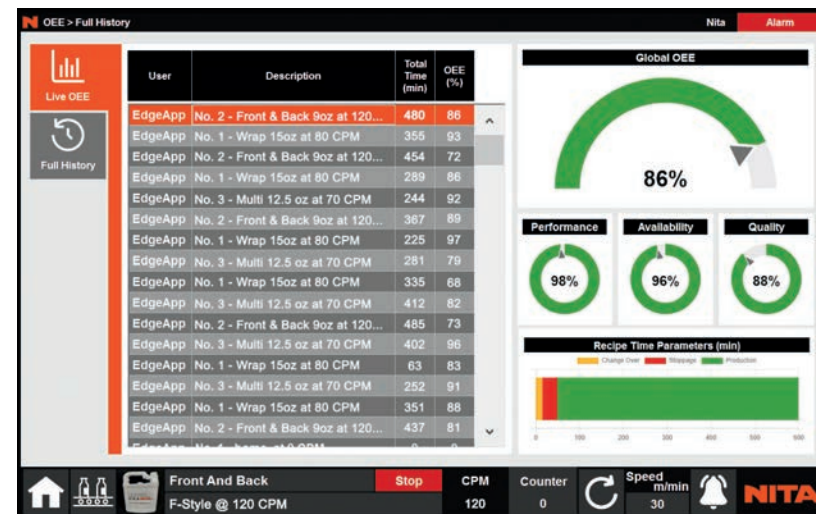 OEE > Full History
Nita
Alarm
Live OEE
Full History
User Description Total Time (min) OEE (%)
EdgeApp No. 2 - Front & Back 9oz at 120... 480 86
EdgeApp No. 1 - Wrap 15oz at 80 CPM 355 93
EdgeApp No. 2 - Front & Back 9oz at 120... 454 72
EdgeApp No. 1 - Wrap 15oz at 80 CPM 289 86
EdgeApp No. 3 - Multi 12.5 oz at 70 CPM 244 92
EdgeApp No. 2 - Front & Back 9oz at 120... 367 89
EdgeApp No. 1 - Wrap 15oz at 80 CPM 225 97
EdgeApp No. 3 - Multi 12.5 oz at 70 CPM 281 79
EdgeApp No. 1 - Wrap 15oz at 80 CPM 335 68
EdgeApp No. 3 - Multi 12.5 oz at 70 CPM 412 82
EdgeApp No. 2 - Front & Back 9oz at 120... 485 73
EdgeApp No. 3 - Multi 12.5 oz at 70 CPM 402 96
EdgeApp No. 1 - Wrap 15oz at 80 CPM 63 83
EdgeApp No. 3 - Multi 12.5 oz at 70 CPM 252 91
EdgeApp No. 1 - Wrap 15oz at 80 CPM 351 88
EdgeApp No. 2 - Front & Back 9oz at 120... 437 81
Global OEE
86%
Performance
98%
Availability
96%
Quality
88%
Recipe Time Parameters (min)
Change Over Stoppage Production
0 100 200 300 400 500 600
Front And Back
F-Style @ 120 CPM
Stop
CPM
120
Counter
0
Speed
m/min
30
NITA